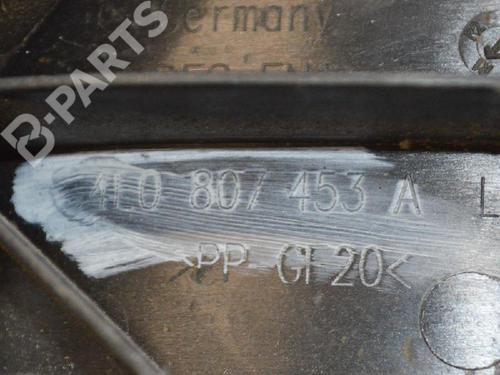 Germany
4L0 807 453 A L
>PP GF20<
B-PARTS